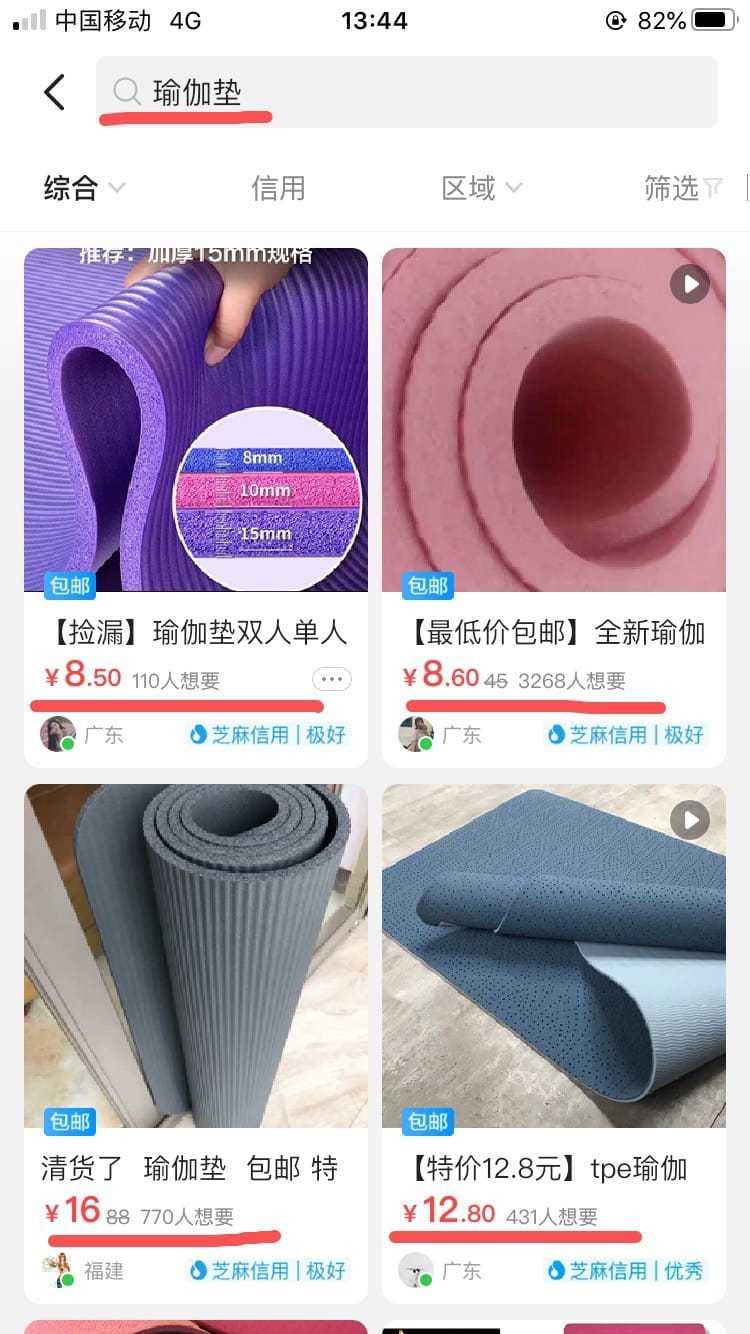 中国移动 4G 13:44 82%
瑜伽垫
综合 信用 区域 筛选
推荐：加厚15mm规格
8mm
10mm
15mm
包邮
【捡漏】瑜伽垫双人单人
¥8.50 110人想要
广东 芝麻信用|极好
包邮
【最低价包邮】全新瑜伽
¥8.60 45 3268人想要
广东 芝麻信用|极好
包邮
清货了 瑜伽垫 包邮 特
¥16 88 770人想要
福建 芝麻信用|极好
包邮
【特价12.8元】tpe瑜伽
¥12.80 431人想要
广东 芝麻信用|优秀